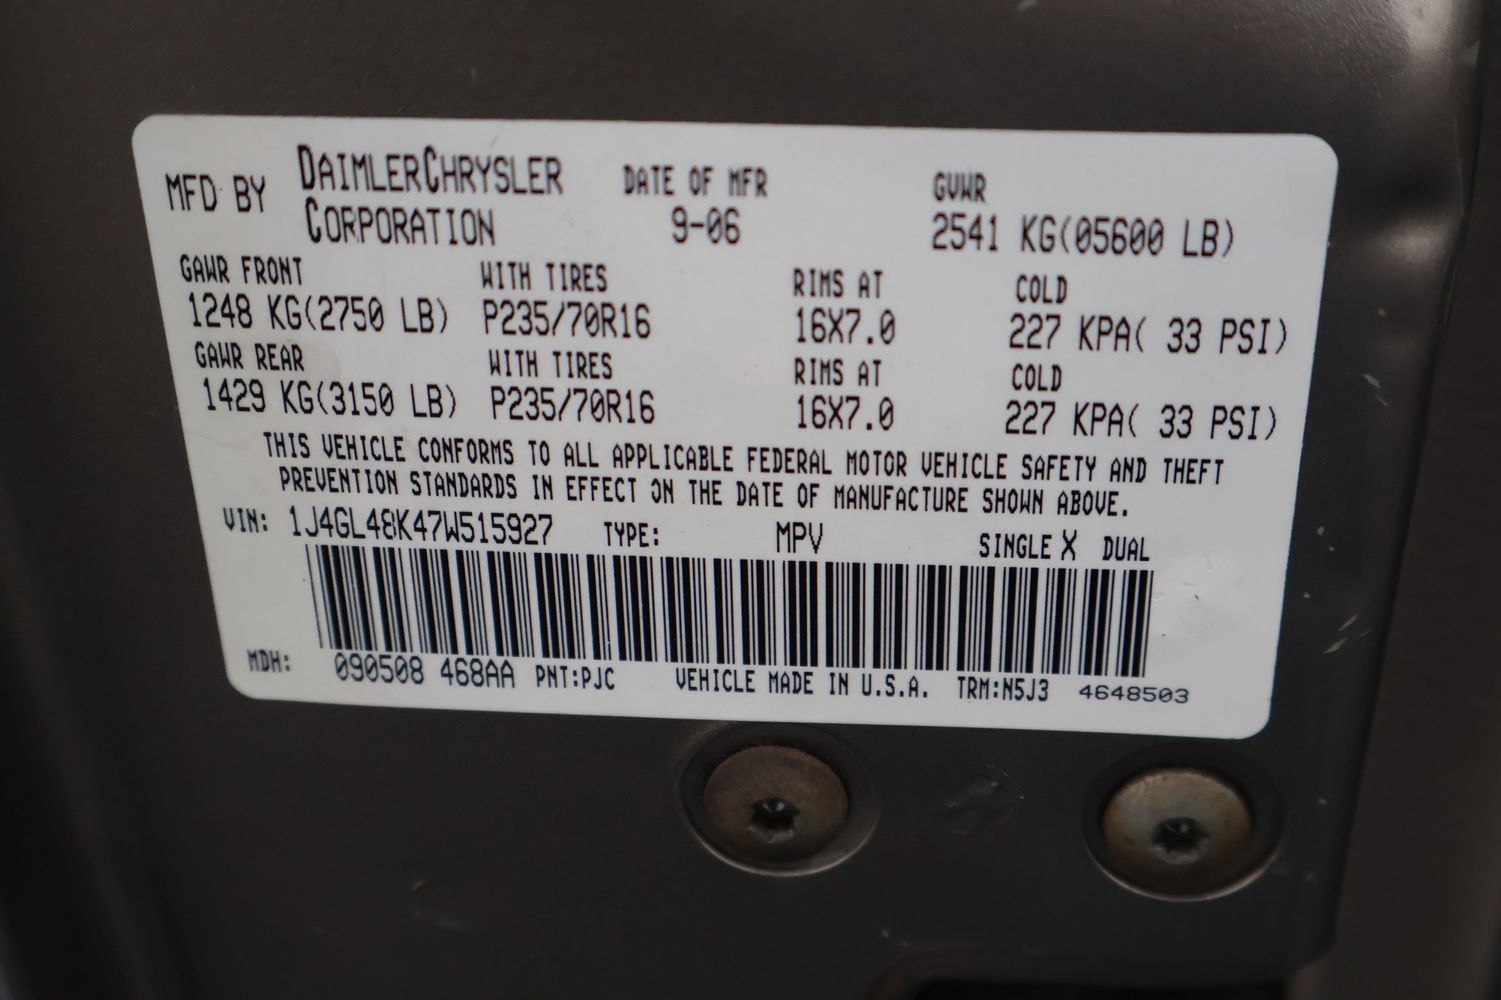 MFD BY DAIMLERCHRYSLER CORPORATION DATE OF MFR 9-06 GVWR 2541 KG(05600 LB)
GAWR FRONT WITH TIRES RIMS AT COLD
1248 KG(2750 LB) P235/70R16 16X7.0 227 KPA( 33 PSI)
GAWR REAR WITH TIRES RIMS AT COLD
1429 KG(3150 LB) P235/70R16 16X7.0 227 KPA( 33 PSI)
THIS VEHICLE CONFORMS TO ALL APPLICABLE FEDERAL MOTOR VEHICLE SAFETY AND THEFT
PREVENTION STANDARDS IN EFFECT ON THE DATE OF MANUFACTURE SHOWN ABOVE.
VIN: 1J4GL48K47W515927 TYPE: MPV SINGLE X DUAL
MDH: 090508 468AA PNT:PJC VEHICLE MADE IN U.S.A. TRM:N5J3 4648503